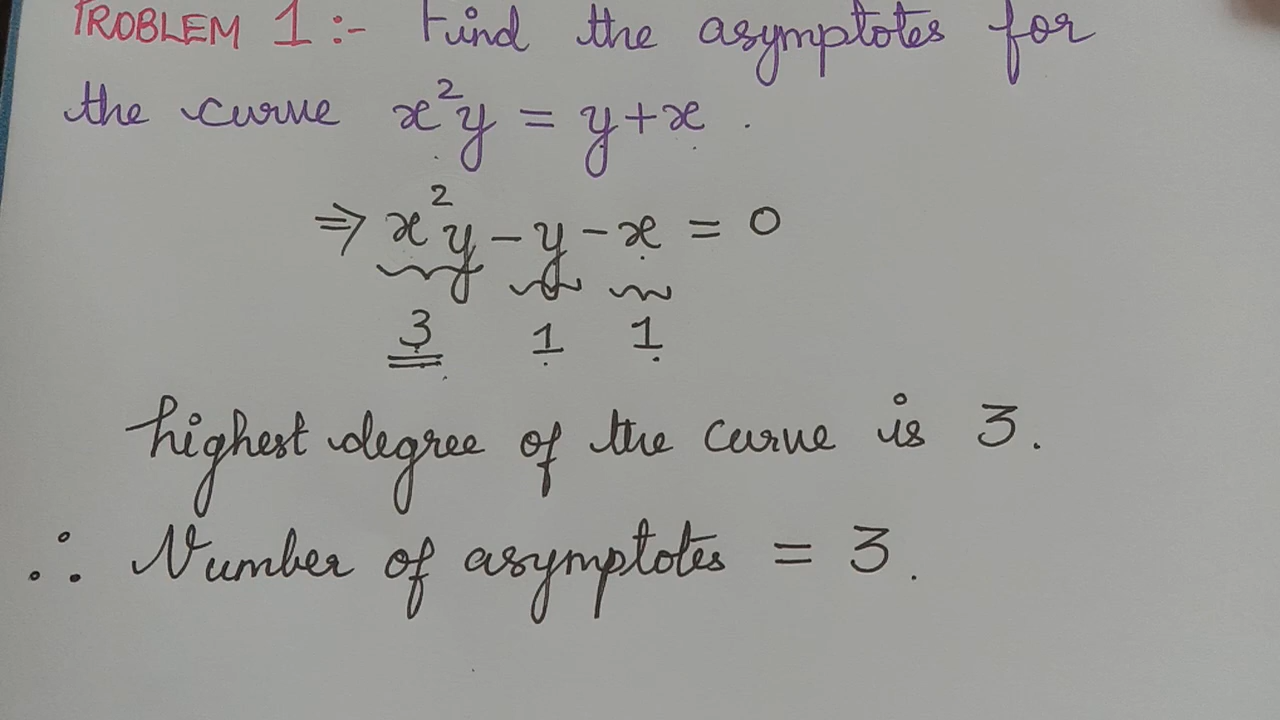 PROBLEM 1 :- Find the asymptotes for
the curve x²y = y + x .
⇒ x²y - y - x = 0
3 1 1
highest degree of the curve is 3.
∴ Number of asymptotes = 3.